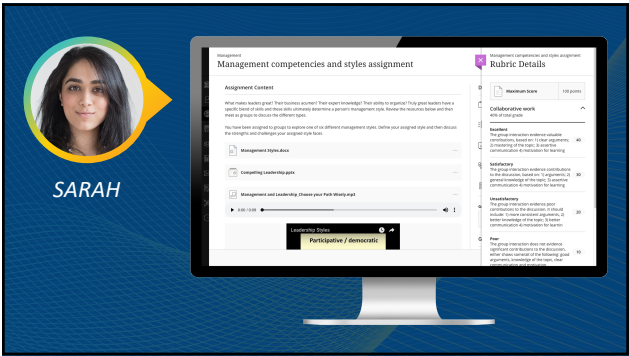 SARAH
Management
Management competencies and styles assignment
Assignment Content
What makes leaders great? Their business acumen? Their expert knowledge? Their ability to organize? Truly great leaders have a
specific blend of skills and these skills ultimately determine a person's management style. Review the resources below and then
meet as groups to discuss the different types.
You have been assigned to groups to explore one of six different management styles. Define your assigned style and then discuss
the strengths and challenges your assigned style faces.
Management Styles.docx
Compelling Leadership.pptx
Management and Leadership_Choose your Path Wisely.mp4
0:00 / 0:00
Leadership Styles
Participative / democratic
Management competencies and styles assignment
Rubric Details
Maximum Score 100 points
Collaborative work
40% of total grade
Excellent
The group interaction evidence valuable
contributions, based on: 1) clear arguments;
2) mastering of the topic; 3) assertive
communication 4) motivation for learning
40
Satisfactory
The group interaction evidence contributions
to the discussion, based on: 1) arguments; 2)
general knowledge of the topic; 3) assertive
communication 4) motivation for learning
30
Unsatisfactory
The group interaction evidence poor
contributions to the discussion, 1) should
include: 1) more consistent arguments, 2)
better knowledge of the topic; 3) better
communication 4) motivation for learnin
20
Poor
The group interaction does not evidence
significant contributions to the discussion,
either shows some/all of the following: good
arguments, knowledge of the topic, clear
communication and motivation
10